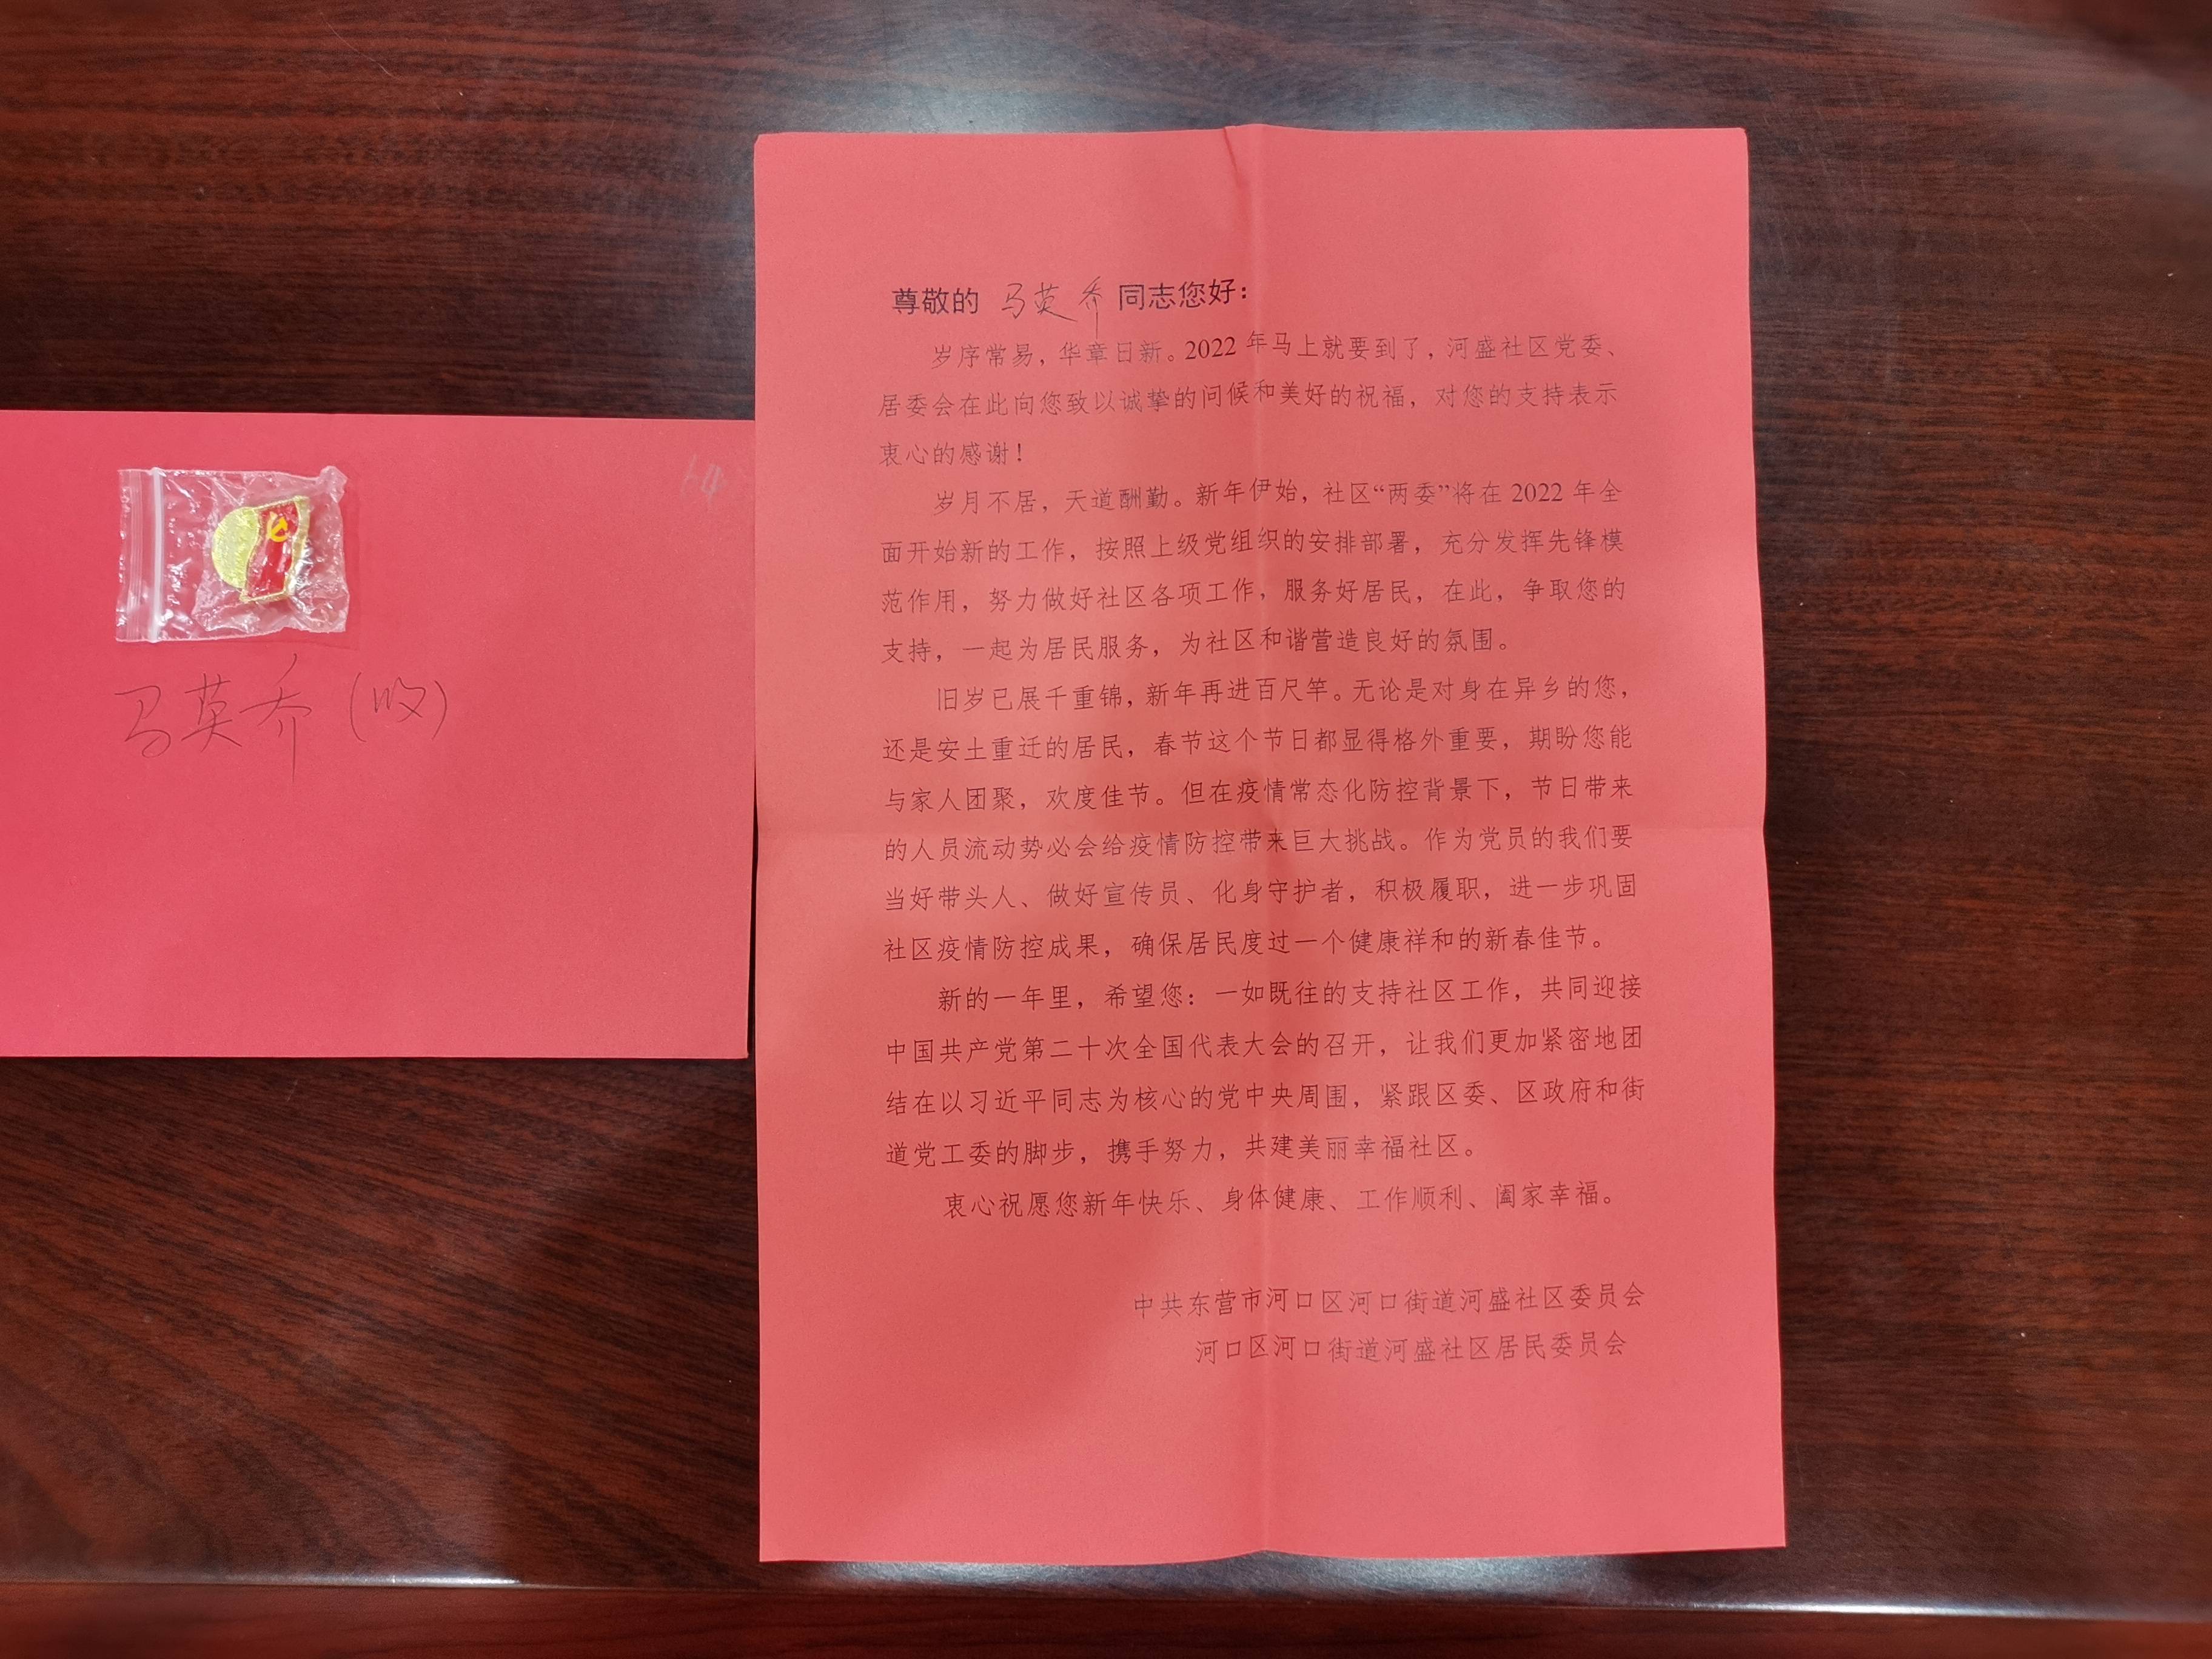 马英乔(收)
尊敬的 马英乔 同志您好：
岁序常易，华章日新。2022年马上就要到了，河盛社区党委、
居委会在此向您致以诚挚的问候和美好的祝福，对您的支持表示
衷心的感谢！
岁月不居，天道酬勤。新年伊始，社区“两委”将在 2022 年全
面开始新的工作，按照上级党组织的安排部署，充分发挥先锋模
范作用，努力做好社区各项工作，服务好居民，在此，争取您的
支持，一起为居民服务，为社区和谐营造良好的氛围。
旧岁已展千重锦，新年再进百尺竿。无论是对身在异乡的您，
还是安土重迁的居民，春节这个节日都显得格外重要，期盼您能
与家人团聚，欢度佳节。但在疫情常态化防控背景下，节日带来
的人员流动势必会给疫情防控带来巨大挑战。作为党员的我们要
当好带头人、做好宣传员、化身守护者，积极履职，进一步巩固
社区疫情防控成果，确保居民度过一个健康祥和的新春佳节。
新的一年里，希望您：一如既往的支持社区工作，共同迎接
中国共产党第二十次全国代表大会的召开，让我们更加紧密地团
结在以习近平同志为核心的党中央周围，紧跟区委、区政府和街
道党工委的脚步，携手努力，共建美丽幸福社区。
衷心祝愿您新年快乐、身体健康、工作顺利、阖家幸福。
中共东营市河口区河口街道河盛社区委员会
河口区河口街道河盛社区居民委员会